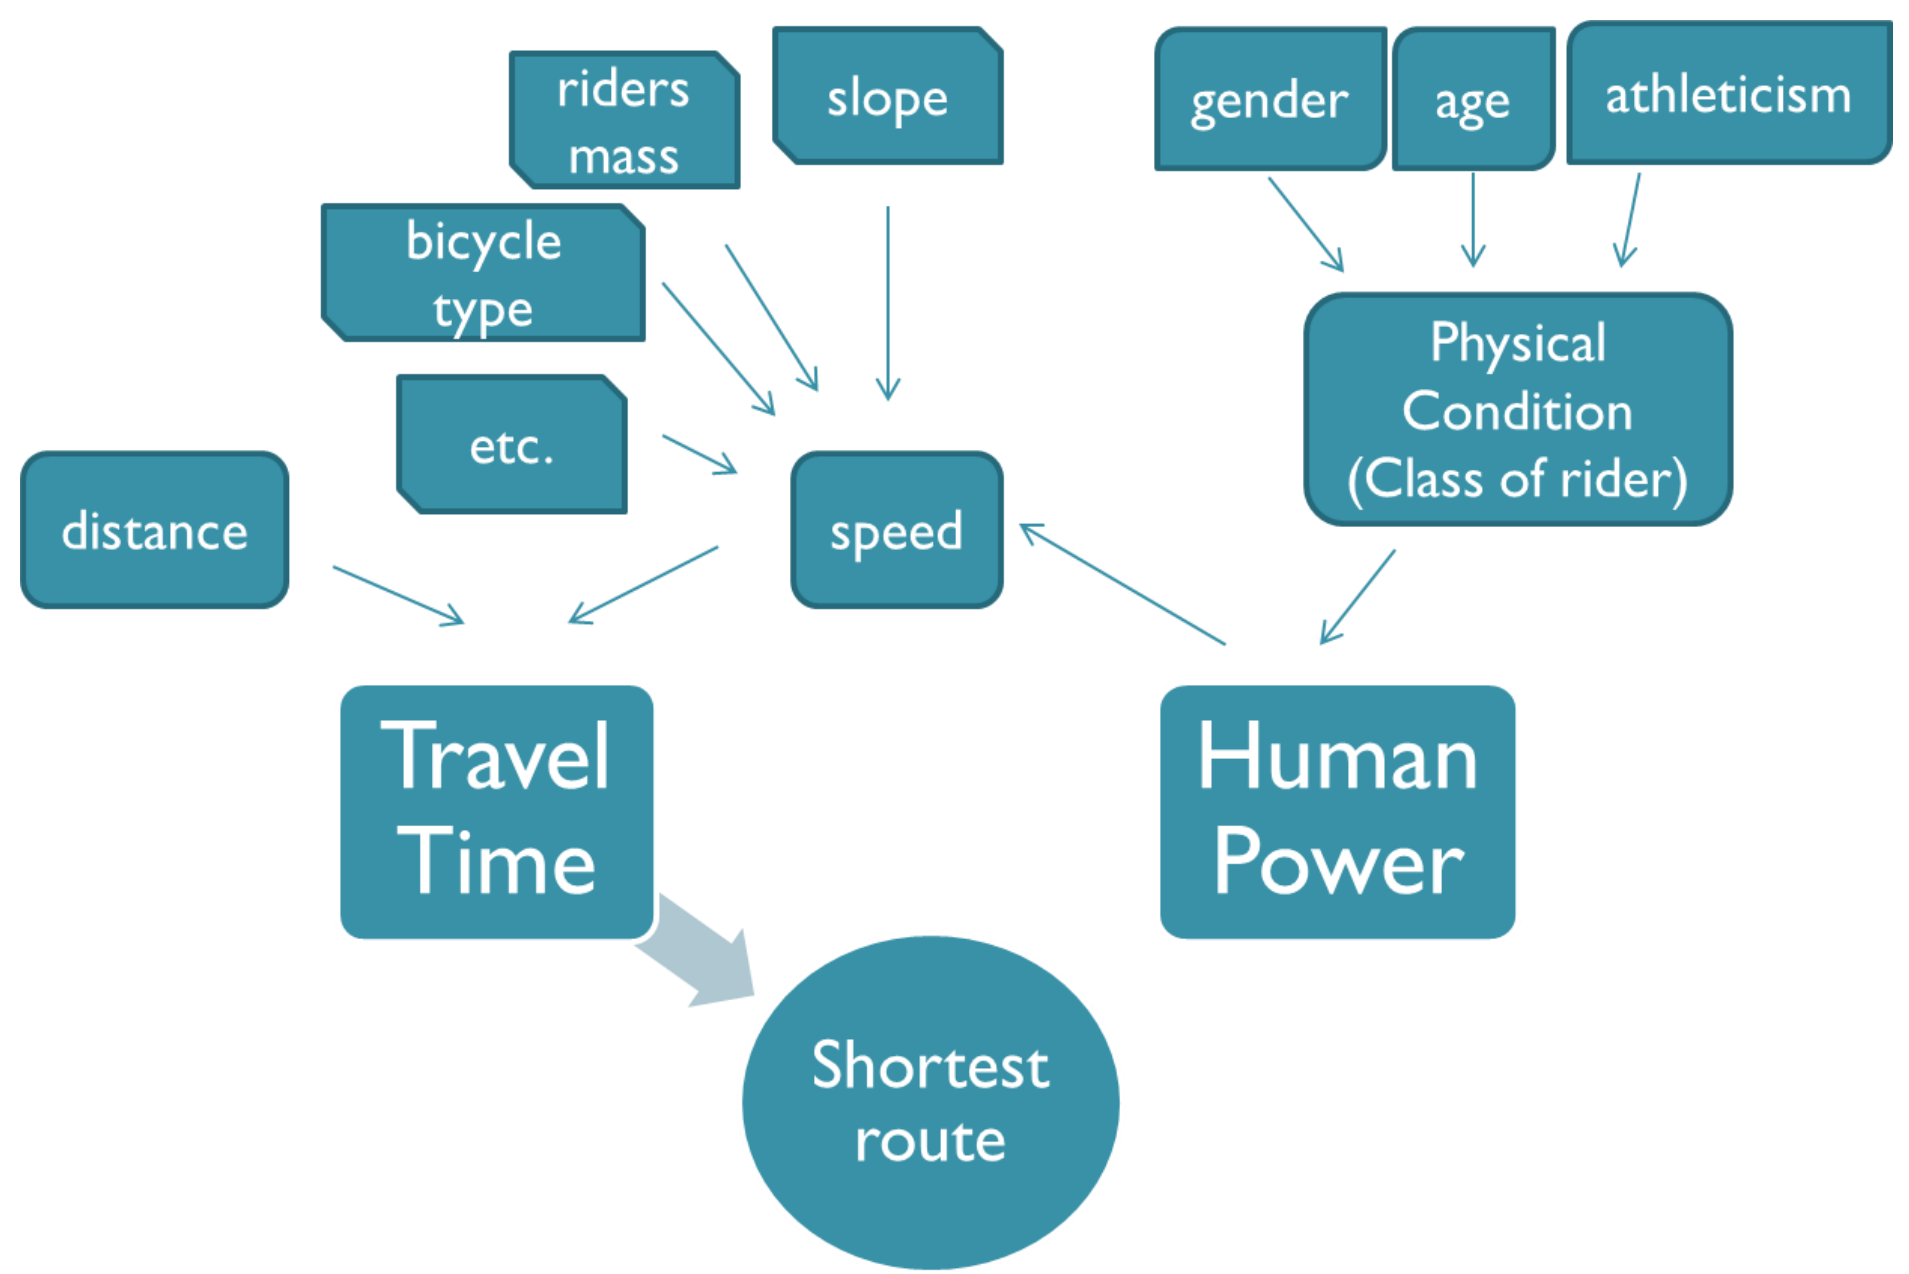 riders
mass
slope
gender
age
athleticism
bicycle
type
etc.
distance
speed
Physical
Condition
(Class of rider)
Travel
Time
Human
Power
Shortest
route